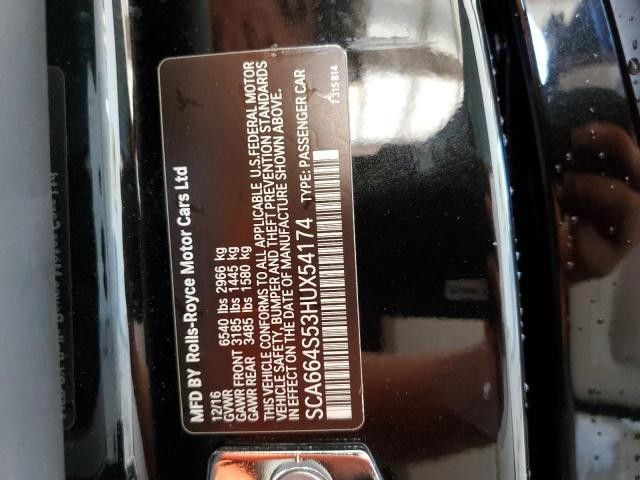 MFD BY Rolls-Royce Motor Cars Ltd
12/16
GVWR 6540 lbs 2966 kg
GAWR FRONT 3185 lbs 1445 kg
GAWR REAR 3485 lbs 1580 kg
THIS VEHICLE CONFORMS TO ALL APPLICABLE U.S.FEDERAL MOTOR
VEHICLE SAFETY, BUMPER AND THEFT PREVENTION STANDARDS
IN EFFECT ON THE DATE OF MANUFACTURE SHOWN ABOVE.
SCA664S53HUX54174 TYPE: PASSENGER CAR
7315814